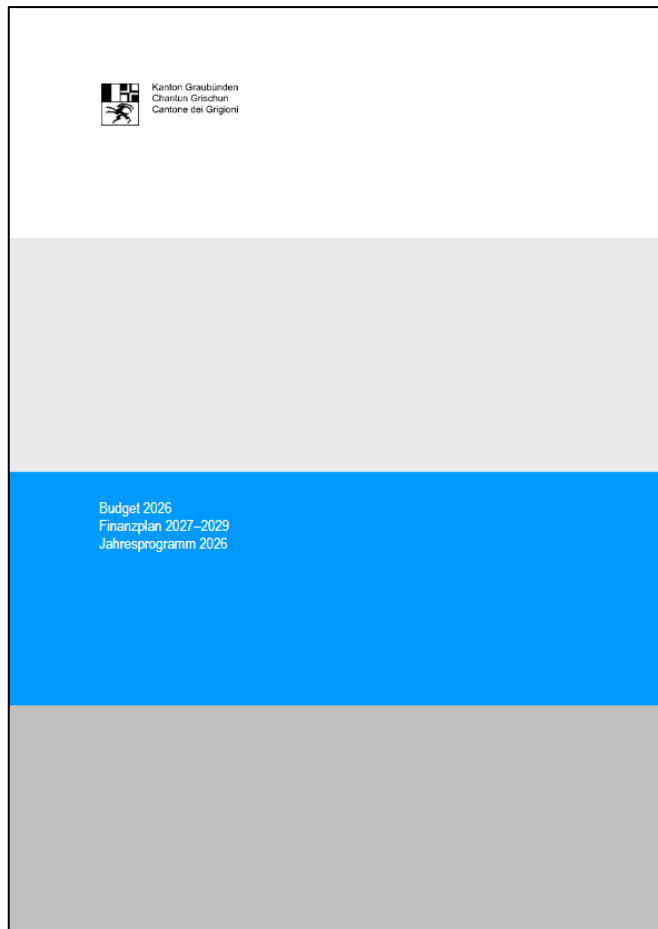 Kanton Graubünden
Chantun Grischun
Cantone dei Grigioni
Budget 2026
Finanzplan 2027–2029
Jahresprogramm 2026